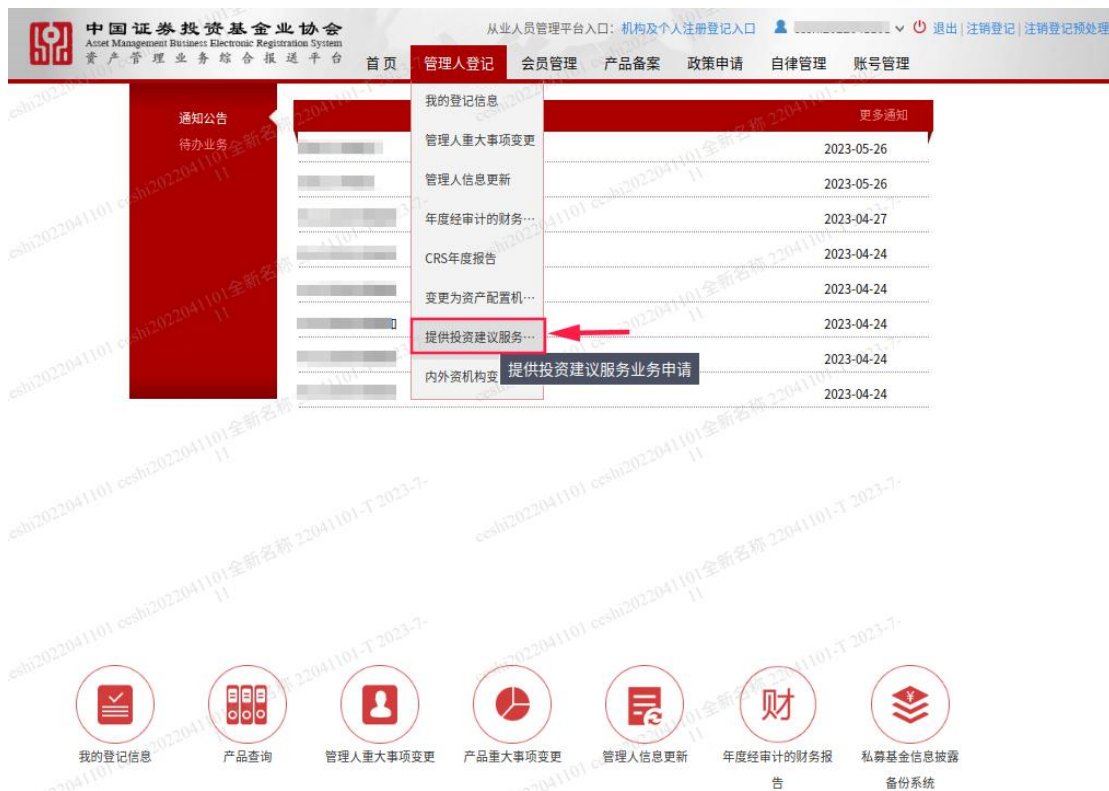 中国证券投资基金业协会
Asset Management Business Electronic Registration System
资产管理业务综合报送平台
从业人员管理平台入口：机构及个人注册登记入口
退出|注销登记|注销登记预处理
首页 管理人登记 会员管理 产品备案 政策申请 自律管理 账号管理
通知公告
待办业务
更多通知
我的登记信息
管理人重大事项变更
管理人信息更新
年度经审计的财务…
CRS年度报告
变更为资产配置机…
提供投资建议服务…
内外资机构变
提供投资建议服务业务申请
2023-05-26
2023-05-26
2023-04-27
2023-04-24
2023-04-24
2023-04-24
2023-04-24
2023-04-24
财
我的登记信息
产品查询
管理人重大事项变更
产品重大事项变更
管理人信息更新
年度经审计的财务报
告
私募基金信息披露
备份系统